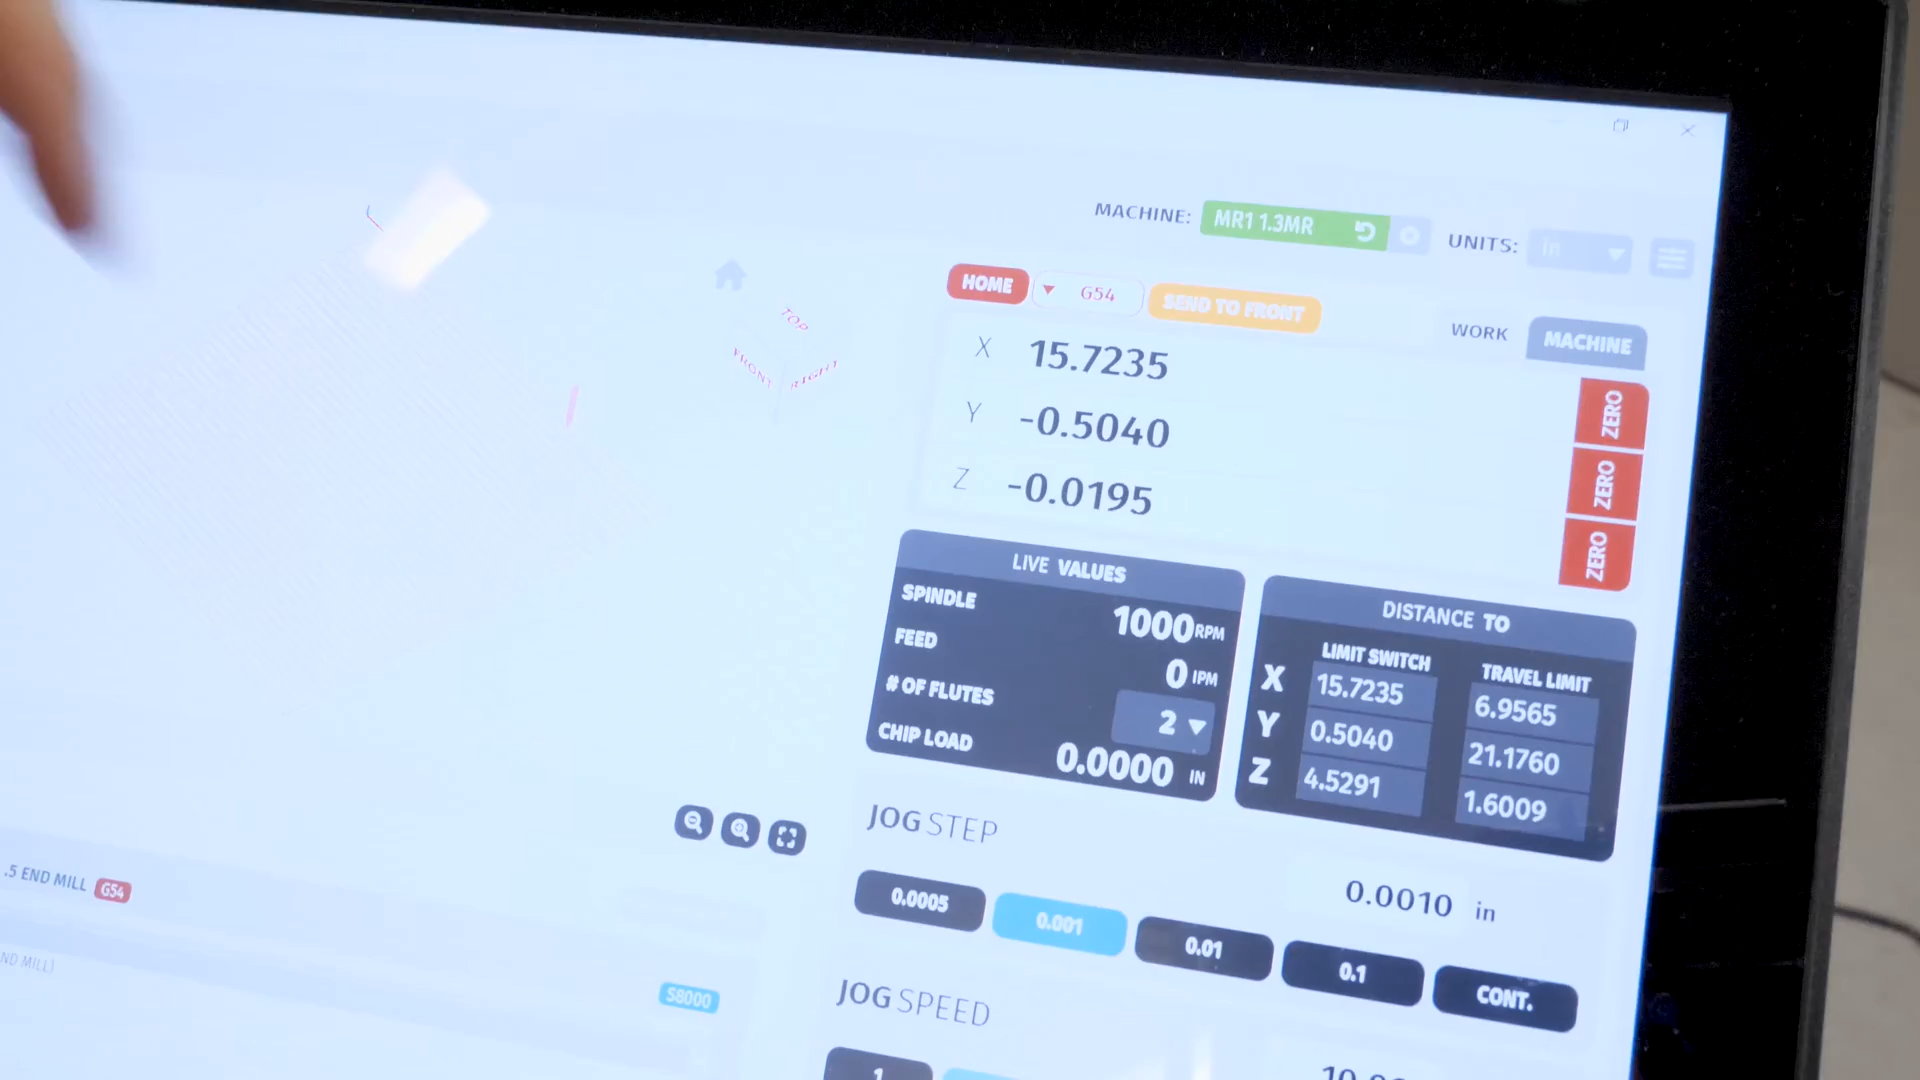 MACHINE: MR1 1.3MR UNITS: in
HOME G54 SEND TO FRONT
WORK MACHINE
TOP
FRONT RIGHT
X 15.7235 ZERO
Y -0.5040 ZERO
Z -0.0195 ZERO
LIVE VALUES
SPINDLE 1000 RPM
FEED 0 IPM
# OF FLUTES 2
CHIP LOAD 0.0000 IN
DISTANCE TO
LIMIT SWITCH TRAVEL LIMIT
X 15.7235 6.9565
Y 0.5040 21.1760
Z 4.5291 1.6009
JOG STEP
0.0010 in
0.0005 0.001 0.01 0.1 CONT.
JOG SPEED
1
.5 END MILL G54
ND MILL)
S8000